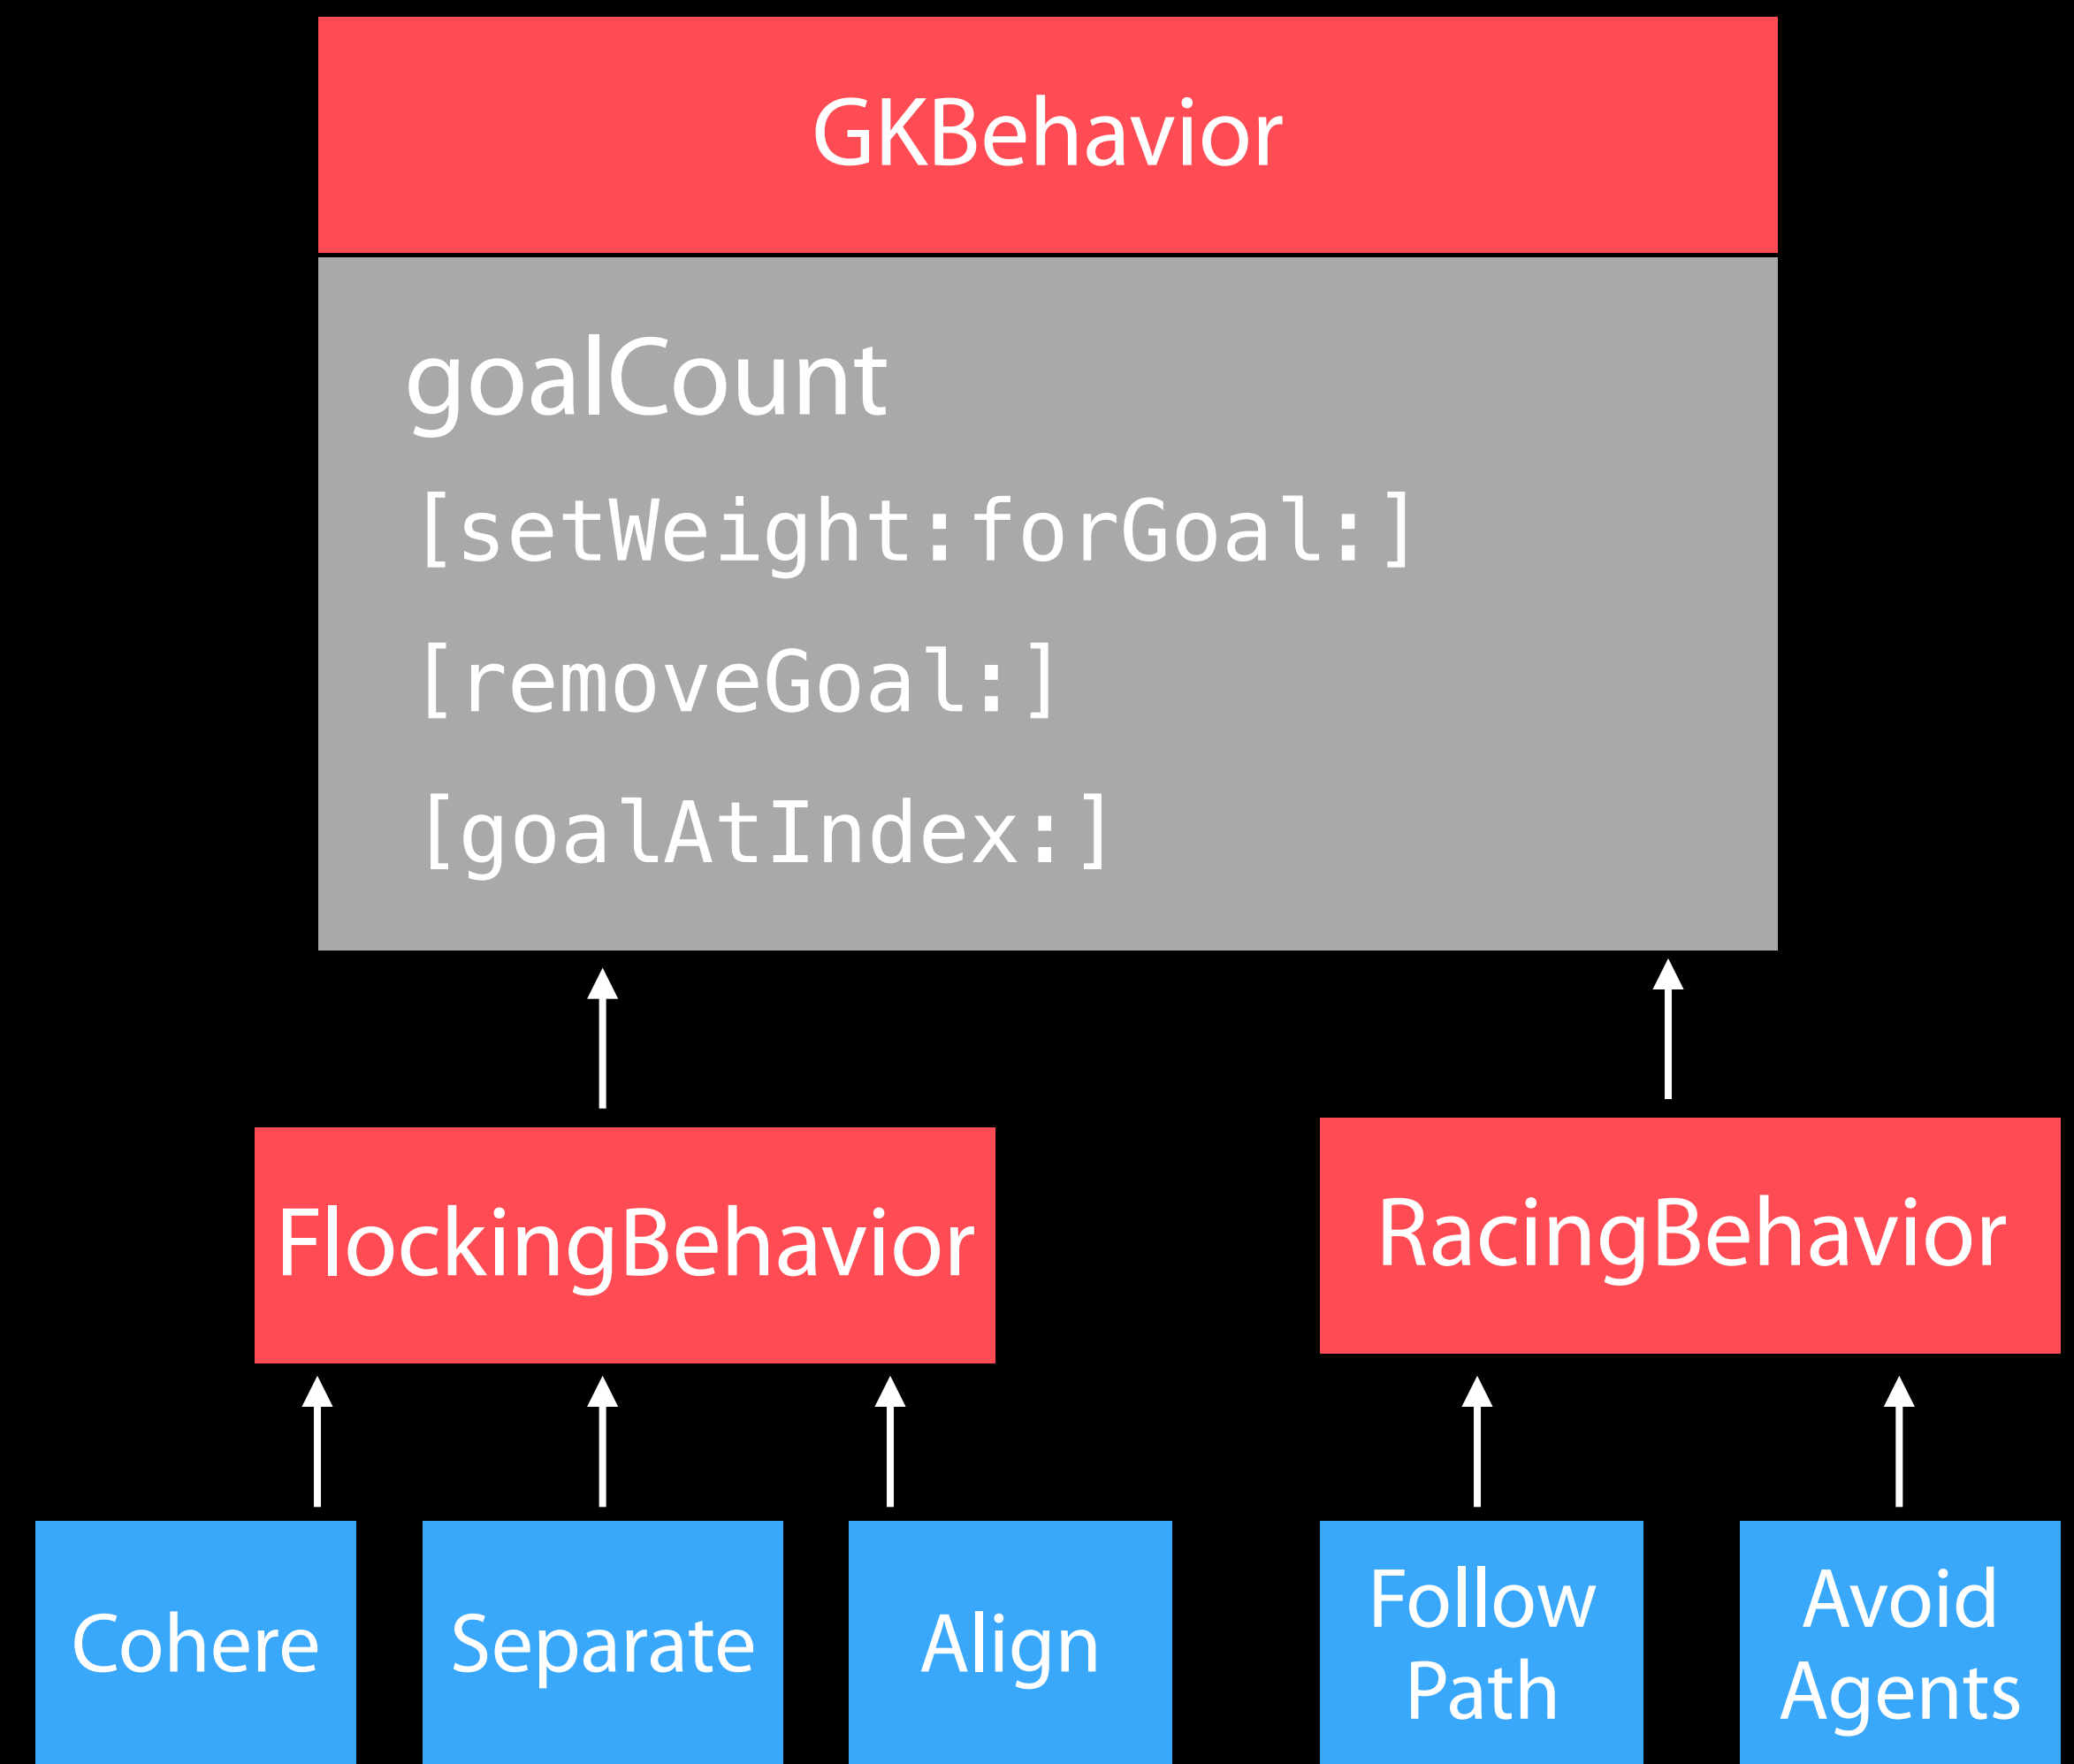 GKBehavior
goalCount
[setWeight:forGoal:]
[removeGoal:]
[goalAtIndex:]
FlockingBehavior
RacingBehavior
Cohere
Separate
Align
Follow
Path
Avoid
Agents